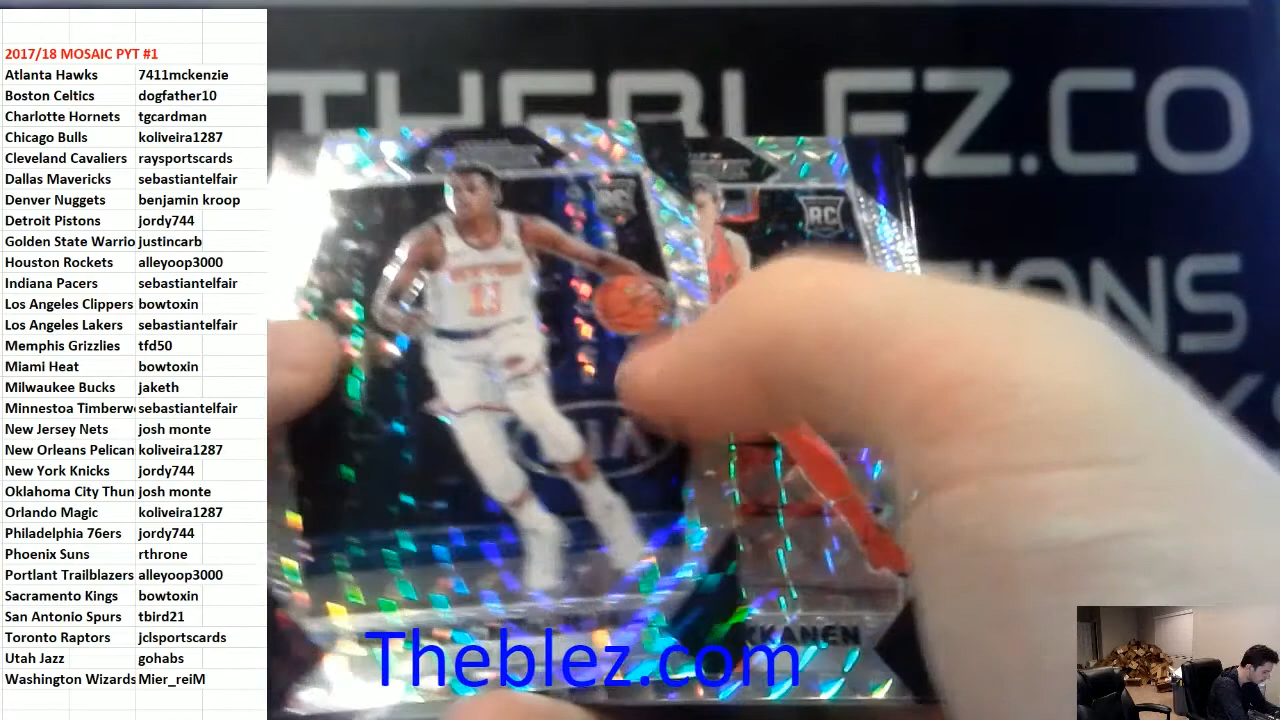 2017/18 MOSAIC PYT #1
Atlanta Hawks 7411mckenzie
Boston Celtics dogfather10
Charlotte Hornets tgcardman
Chicago Bulls koliveira1287
Cleveland Cavaliers raysportscards
Dallas Mavericks sebastiantelfair
Denver Nuggets benjamin kroop
Detroit Pistons jordy744
Golden State Warrio justincarb
Houston Rockets alleyoop3000
Indiana Pacers sebastiantelfair
Los Angeles Clippers bowtoxin
Los Angeles Lakers sebastiantelfair
Memphis Grizzlies tfd50
Miami Heat bowtoxin
Milwaukee Bucks jaketh
Minnestoa Timberw sebastiantelfair
New Jersey Nets josh monte
New Orleans Pelican koliveira1287
New York Knicks jordy744
Oklahoma City Thun josh monte
Orlando Magic koliveira1287
Philadelphia 76ers jordy744
Phoenix Suns rthrone
Portlant Trailblazers alleyoop3000
Sacramento Kings bowtoxin
San Antonio Spurs tbird21
Toronto Raptors jclsportscards
Utah Jazz gohabs
Washington Wizards Mier_reiM
THEBLEZ.CO
IONS
RC
RC
NEW YORK
KIA
KKANEN
Theblez.com